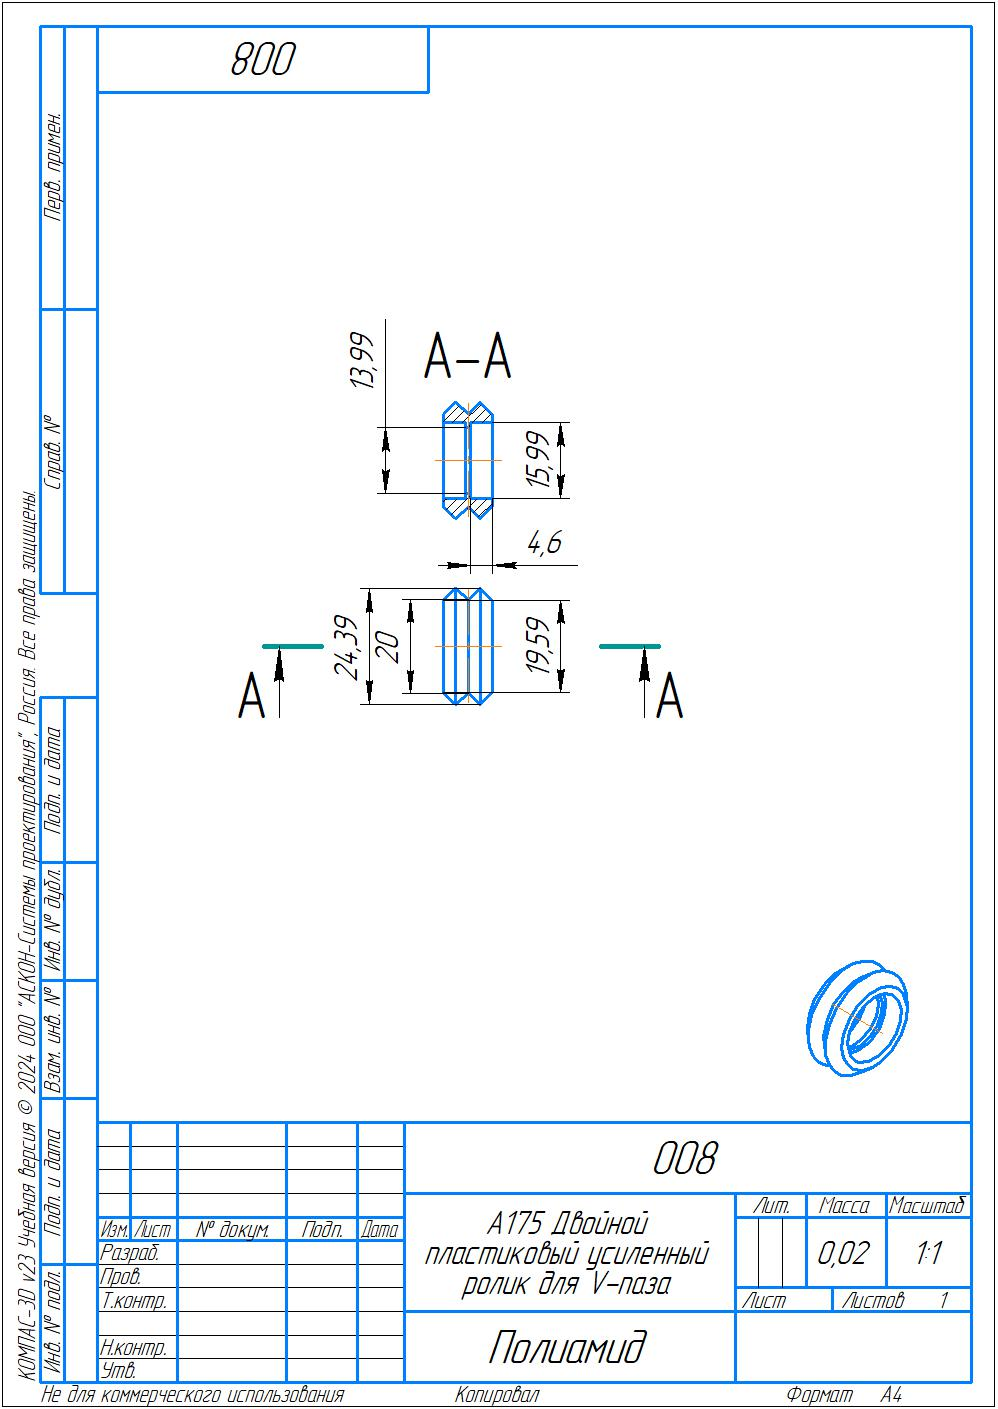 008
Перв. примен.
Справ. №
Подп. и дата
Инв. № дубл.
Взам. инв. №
Подп. и дата
Инв. № подл.
КОМПАС-3D v23 Учебная версия © 2024 ООО "АСКОН-Системы проектирования", Россия. Все права защищены.
А-А
13,99
15,99
4,6
24,39
20
19,59
А
А
008
Изм.
Лист
№ докум.
Подп.
Дата
Разраб.
Пров.
Т.контр.
Н.контр.
Утв.
А175 Двойной
пластиковый усиленный
ролик для V-паза
Лит.
Масса
Масштаб
0,02
1:1
Лист
Листов 1
Полиамид
Не для коммерческого использования
Копировал
Формат А4